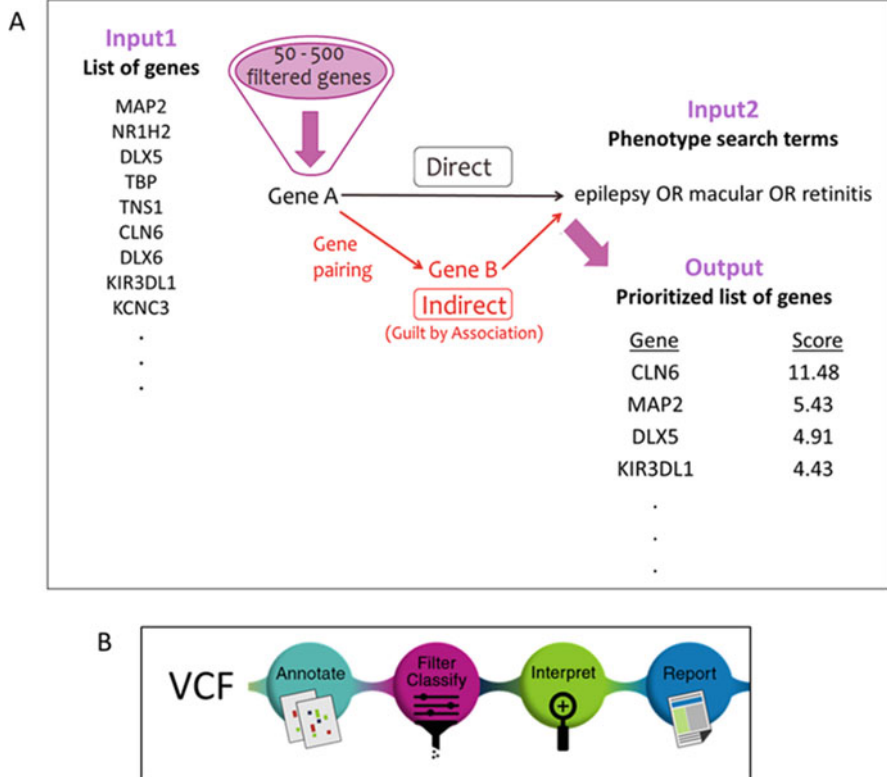 A
Input1
List of genes
MAP2
NR1H2
DLX5
TBP
TNS1
CLN6
DLX6
KIR3DL1
KCNC3
.
.
.
50 - 500
filtered genes
Gene A
Direct
Gene
pairing
Gene B
Indirect
(Guilt by Association)
Input2
Phenotype search terms
epilepsy OR macular OR retinitis
Output
Prioritized list of genes
Gene Score
CLN6 11.48
MAP2 5.43
DLX5 4.91
KIR3DL1 4.43
.
.
.
B
VCF
Annotate
Filter
Classify
Interpret
Report